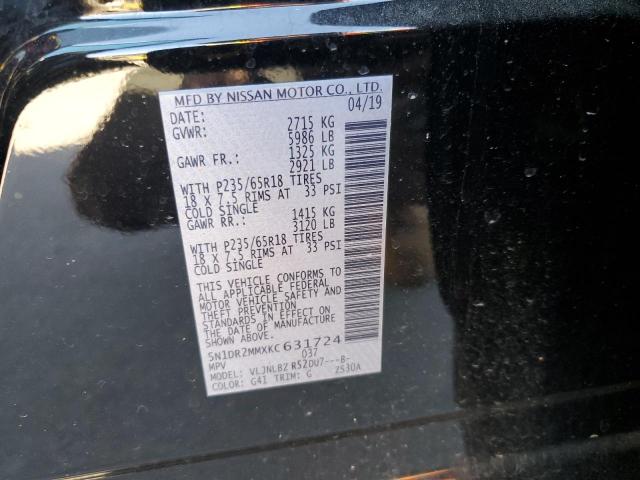 MFD BY NISSAN MOTOR CO., LTD.
DATE: 04/19
GVWR: 2715 KG
5986 LB
GAWR FR: 1325 KG
2921 LB
WITH P235/65R18 TIRES
18 X 7.5 RIMS AT 33 PSI
COLD SINGLE
GAWR RR.: 1415 KG
3120 LB
WITH P235/65R18 TIRES
18 X 7.5 RIMS AT 33 PSI
COLD SINGLE
THIS VEHICLE CONFORMS TO
ALL APPLICABLE FEDERAL
MOTOR VEHICLE SAFETY AND
THEFT PREVENTION
STANDARDS IN EFFECT ON
THE DATE OF MANUFACTURE
SHOWN ABOVE.
5N1DR2MMXKC631724
MPV 037
MODEL: VLJNLBZ R52DU7---B-
COLOR: G41 TRIM: G Z530A